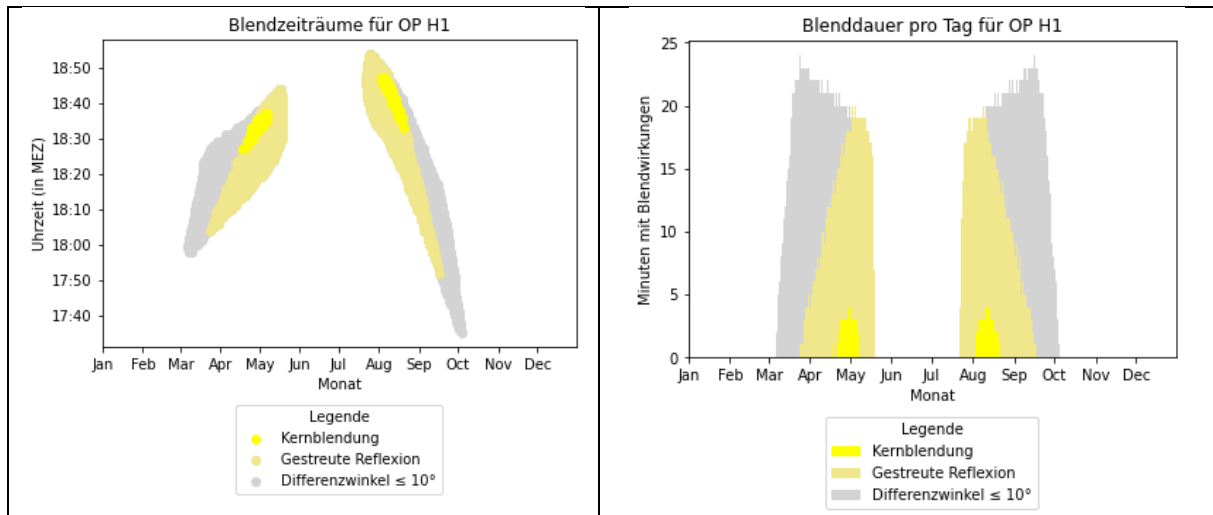 Blendzeiträume für OP H1
18:50
18:40
18:30
18:20
18:10
18:00
17:50
17:40
Uhrzeit (in MEZ)
Jan Feb Mar Apr May Jun Jul Aug Sep Oct Nov Dec
Monat
Legende
Kernblendung
Gestreute Reflexion
Differenzwinkel ≤ 10°
Blenddauer pro Tag für OP H1
25
20
15
10
5
0
Minuten mit Blendwirkungen
Jan Feb Mar Apr May Jun Jul Aug Sep Oct Nov Dec
Monat
Legende
Kernblendung
Gestreute Reflexion
Differenzwinkel ≤ 10°